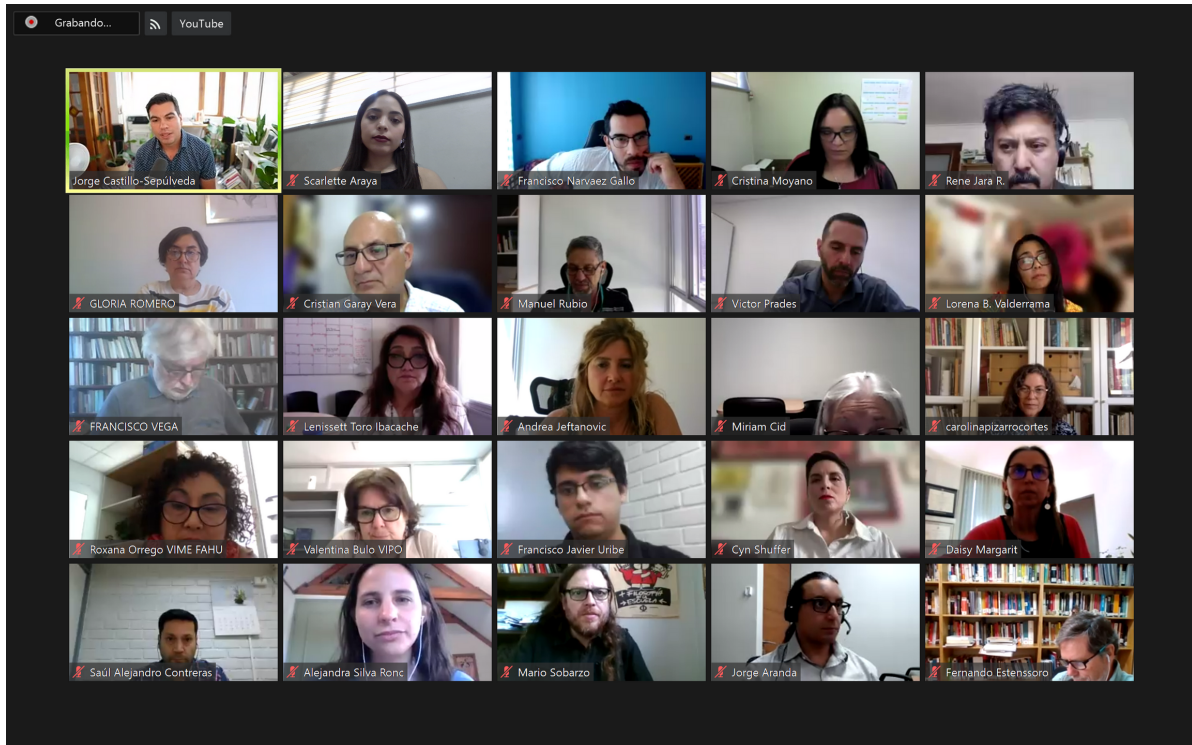 Grabando...
YouTube
Jorge Castillo-Sepúlveda
Scarlette Araya
Francisco Narvaez Gallo
Cristina Moyano
Rene Jara R.
GLORIA ROMERO
Cristian Garay Vera
Manuel Rubio
Victor Prades
Lorena B. Valderrama
FRANCISCO VEGA
Lenissett Toro Ibacache
Andrea Jeftanovic
Miriam Cid
carolinapizarrocortes
Roxana Orrego VIME FAHU
Valentina Bulo VIPO
Francisco Javier Uribe
Cyn Shuffer
Daisy Margarit
Saúl Alejandro Contreras
Alejandra Silva Ronc
+ FILOSOFÍA
+ ESCUELA +
Mario Sobarzo
Jorge Aranda
Fernando Estenssoro